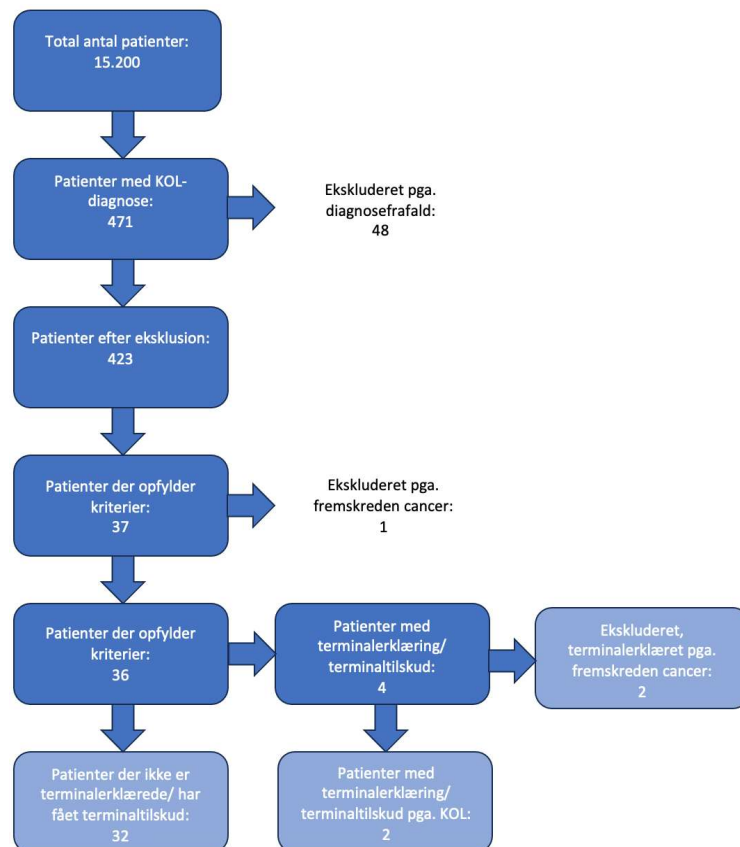 Total antal patienter:
15.200
Patienter med KOL-
diagnose:
471
Ekskluderet pga.
diagnosefrafald:
48
Patienter efter eksklusion:
423
Patienter der opfylder
kriterier:
37
Ekskluderet pga.
fremskreden cancer:
1
Patienter der opfylder
kriterier:
36
Patienter med
terminalerklæring/
terminaltilskud:
4
Ekskluderet,
terminalerklæret pga.
fremskreden cancer:
2
Patienter der ikke er
terminalerklærede/ har
fået terminaltilskud:
32
Patienter med
terminalerklæring/
terminaltilskud pga. KOL:
2